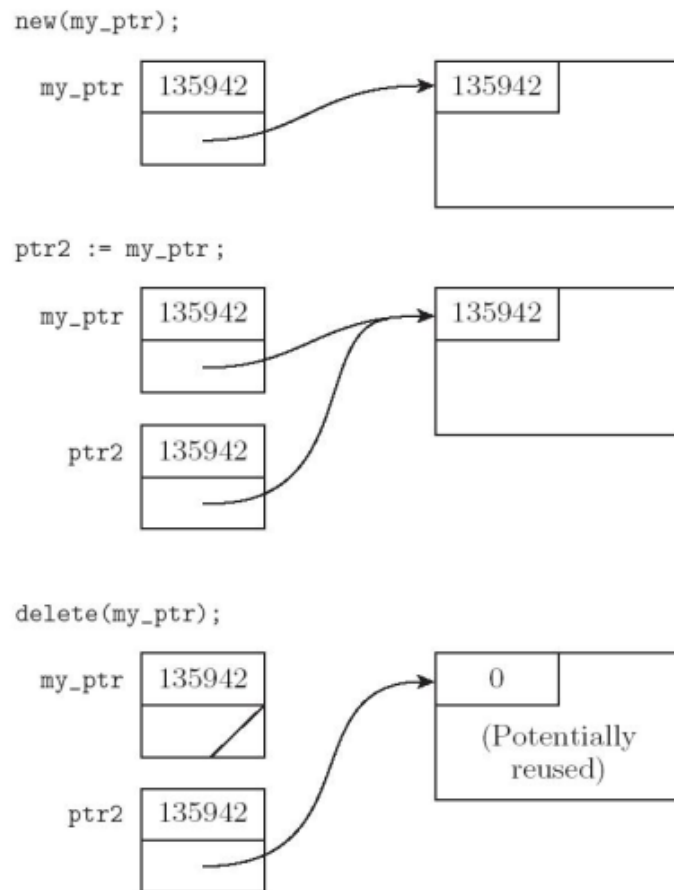 new(my_ptr);
my_ptr 135942 135942
ptr2 := my_ptr;
my_ptr 135942 135942
ptr2 135942
delete(my_ptr);
my_ptr 135942 0
(Potentially
reused)
ptr2 135942